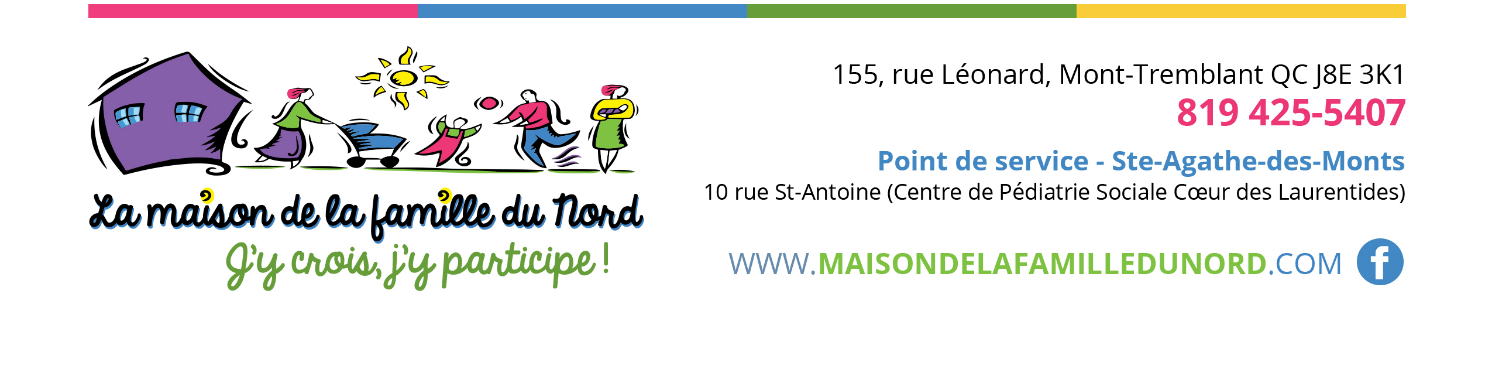 La maison de la famille du Nord
J'y crois, j'y participe !
155, rue Léonard, Mont-Tremblant QC J8E 3K1
819 425-5407
Point de service - Ste-Agathe-des-Monts
10 rue St-Antoine (Centre de Pédiatrie Sociale Cœur des Laurentides)
WWW.MAISONDELAFAMILLEDUNORD.COM f